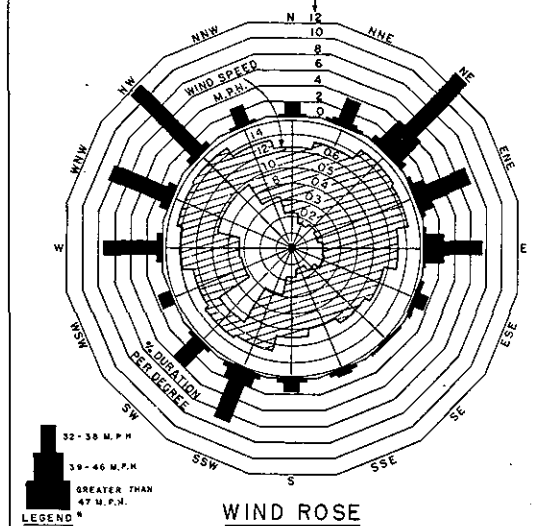 N 12
10
8
6
4
2
0
NNW
NNE
NW
NE
WIND SPEED
M.P.H.
14
12
10
8
0.6
0.5
0.4
0.3
0.2
WNW
ENE
W
E
WSW
ESE
% DURATION
PER DEGREE
SW
SE
SSW
SSE
S
32-38 M.P.H
39-46 M.P.H.
GREATER THAN
47 M.P.H.
LEGEND
WIND ROSE